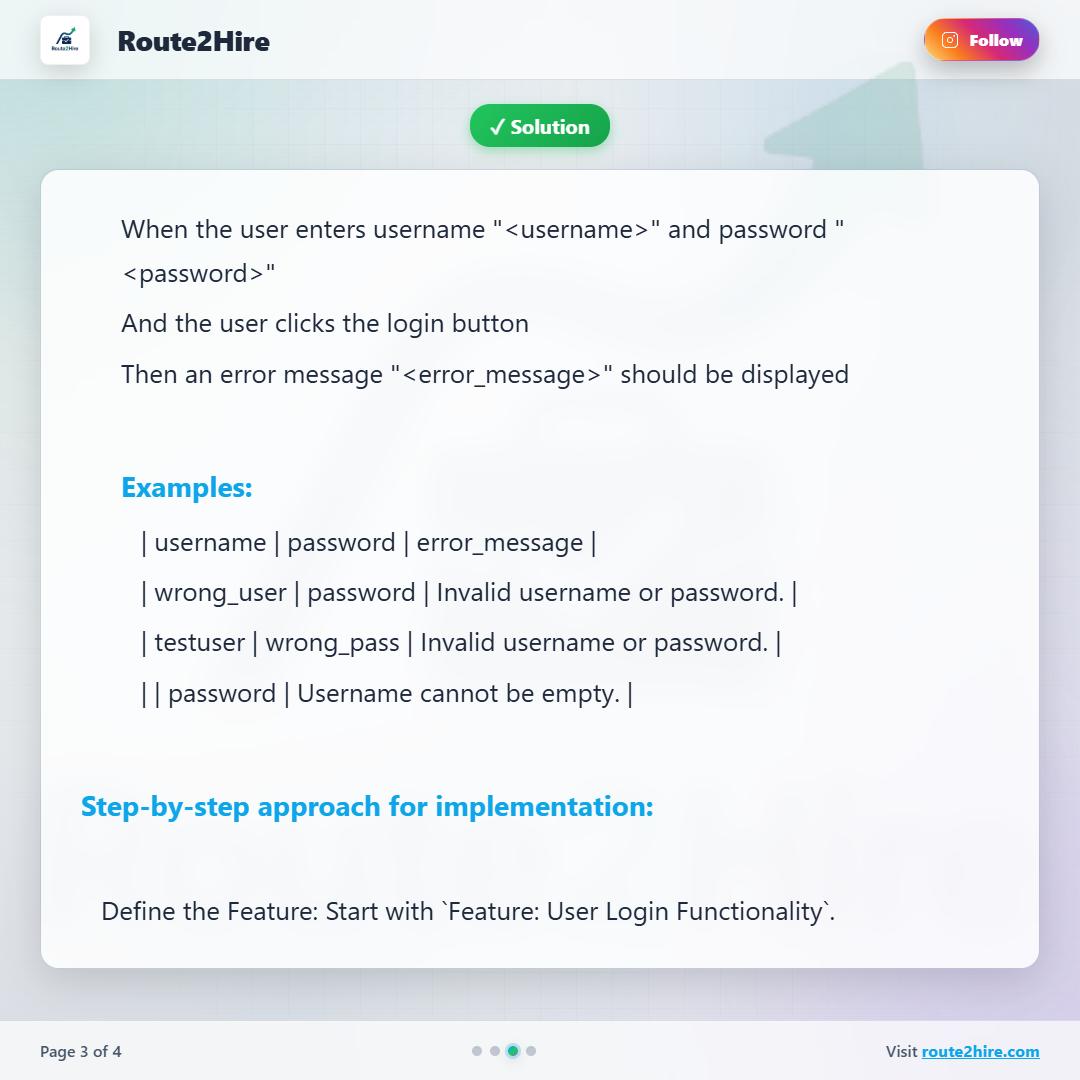 Route2Hire
Route2Hire
Follow
✓ Solution
When the user enters username "<username>" and password "
<password>"
And the user clicks the login button
Then an error message "<error_message>" should be displayed
Examples:
| username | password | error_message |
| wrong_user | password | Invalid username or password. |
| testuser | wrong_pass | Invalid username or password. |
| | password | Username cannot be empty. |
Step-by-step approach for implementation:
Define the Feature: Start with `Feature: User Login Functionality`.
Page 3 of 4
Visit route2hire.com